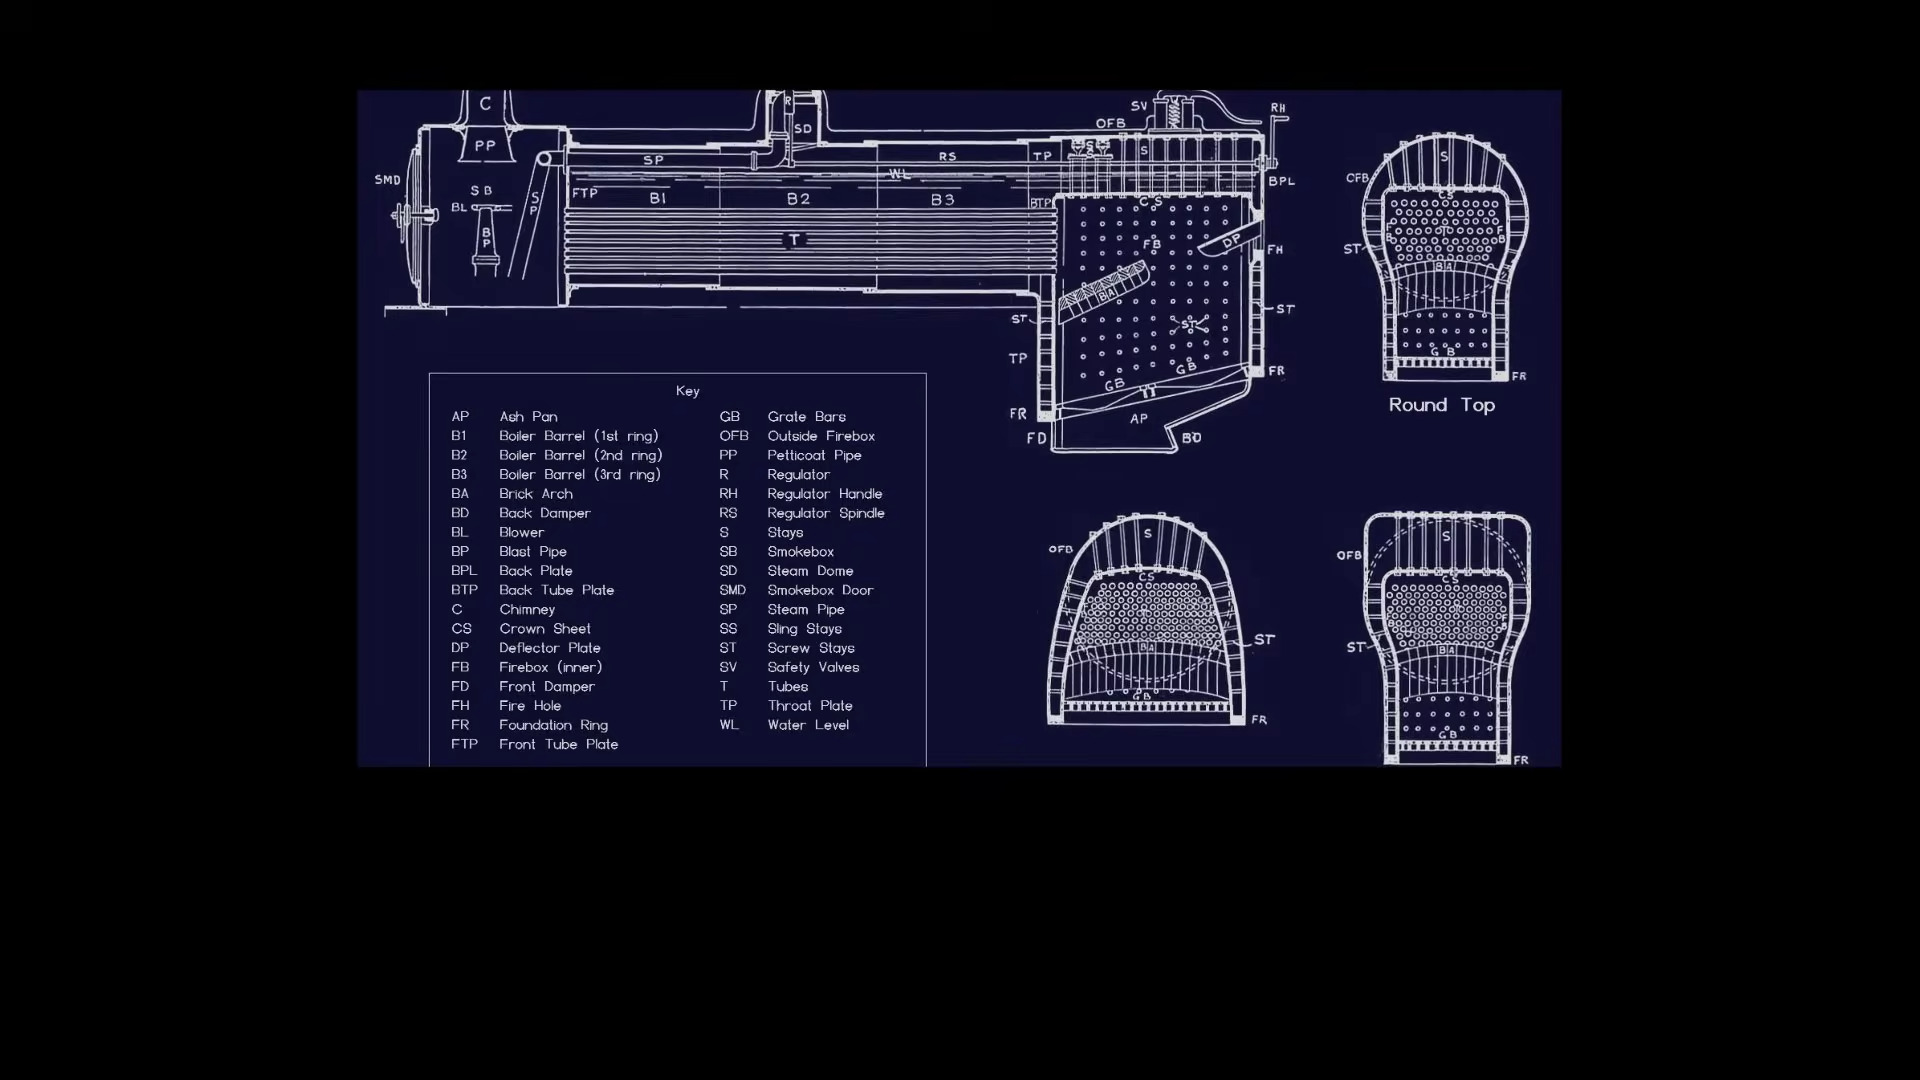 C
R
SV
RH
PP
SD
OFB
S
S
SP
RS
TP
WL
SMD
SB
SP
FTP
BPL
BL
B1
B2
B3
BTP
CS
BP
T
FB
DP
FH
BA
ST
ST
ST
TP
GB
GB
FR
FR
AP
FD
BD
S
OFB
CS
T
F B
F B
ST
BA
GB
FR
Round Top
Key
AP Ash Pan
B1 Boiler Barrel (1st ring)
B2 Boiler Barrel (2nd ring)
B3 Boiler Barrel (3rd ring)
BA Brick Arch
BD Back Damper
BL Blower
BP Blast Pipe
BPL Back Plate
BTP Back Tube Plate
C Chimney
CS Crown Sheet
DP Deflector Plate
FB Firebox (inner)
FD Front Damper
FH Fire Hole
FR Foundation Ring
FTP Front Tube Plate
GB Grate Bars
OFB Outside Firebox
PP Petticoat Pipe
R Regulator
RH Regulator Handle
RS Regulator Spindle
S Stays
SB Smokebox
SD Steam Dome
SMD Smokebox Door
SP Steam Pipe
SS Sling Stays
ST Screw Stays
SV Safety Valves
T Tubes
TP Throat Plate
WL Water Level
S
OFB
CS
ST
BA
GB
FR
S
OFB
CS
ST
BA
GB
FR